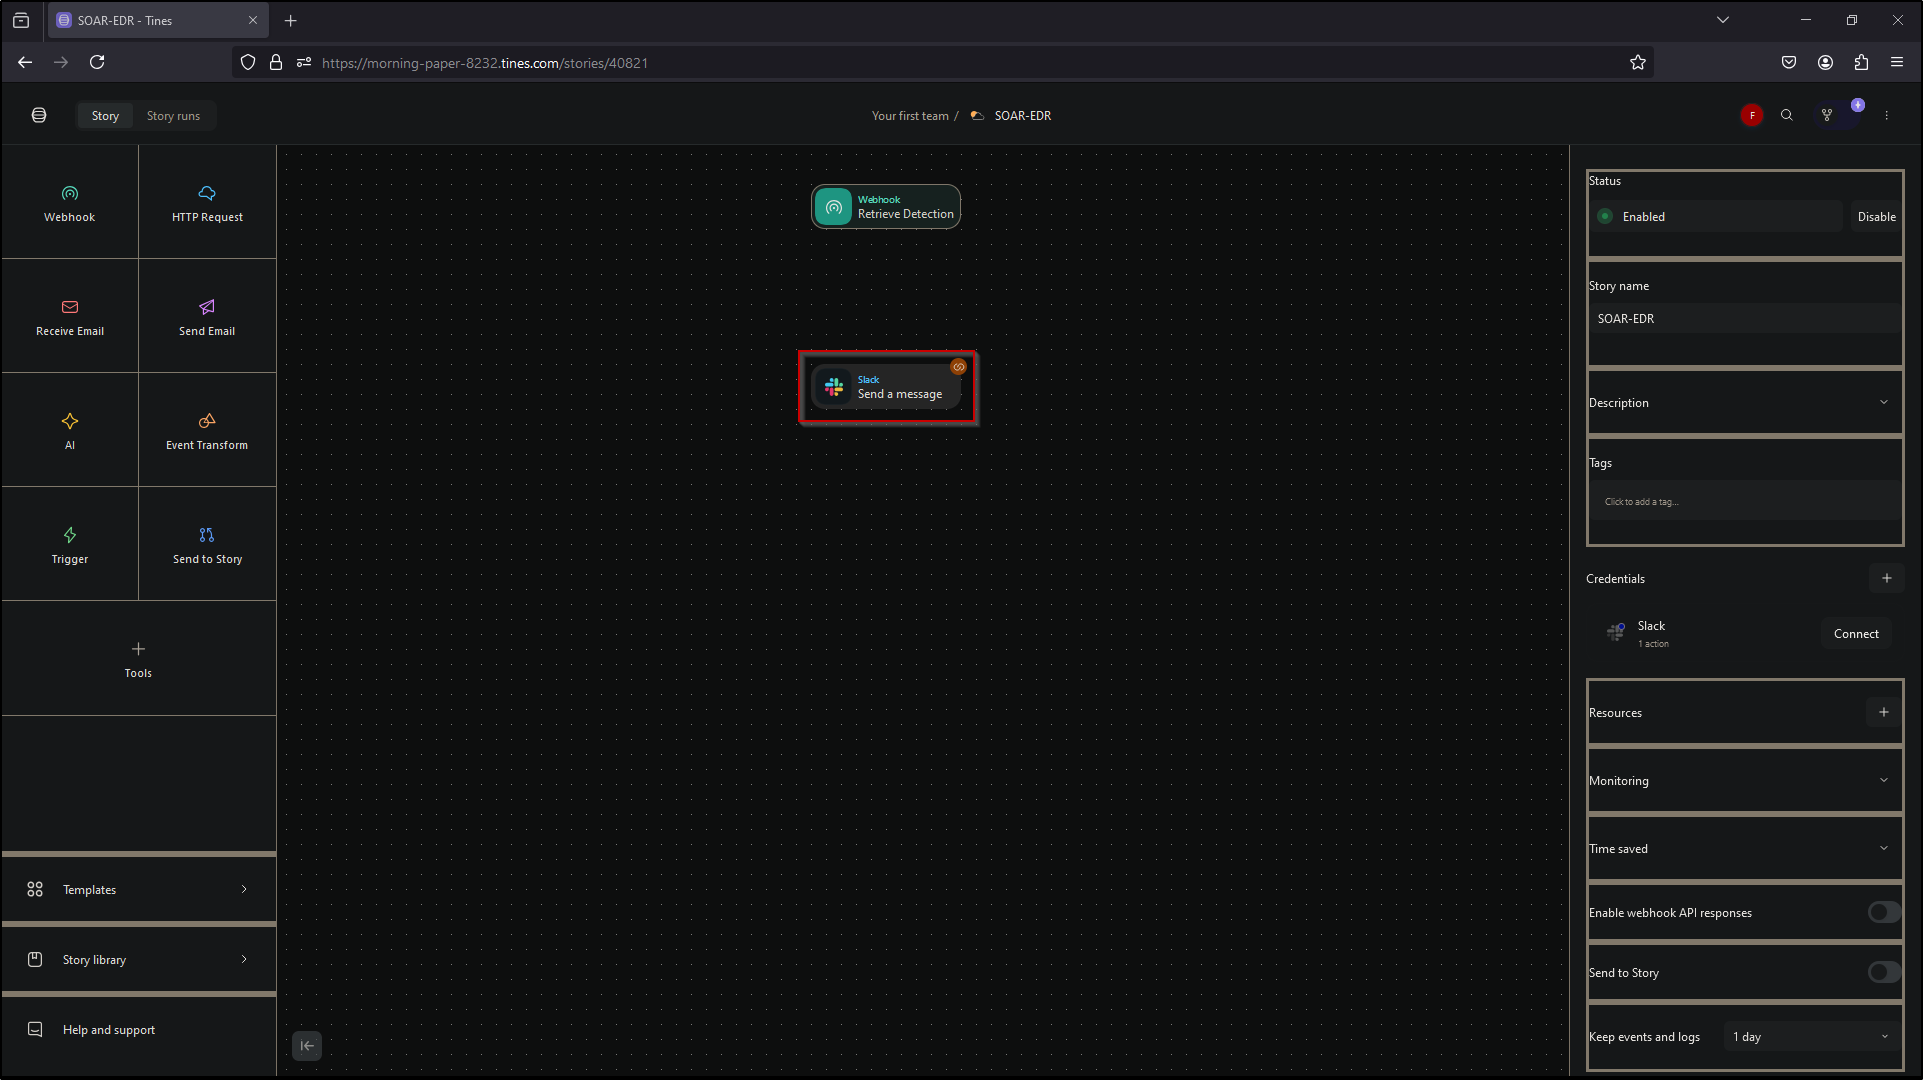 SOAR-EDR - Tines
https://morning-paper-8232.tines.com/stories/40821
Story
Story runs
Your first team / SOAR-EDR
F
Webhook
HTTP Request
Receive Email
Send Email
AI
Event Transform
Trigger
Send to Story
Tools
Templates
Story library
Help and support
Webhook
Retrieve Detection
Slack
Send a message
Status
Enabled
Disable
Story name
SOAR-EDR
Description
Tags
Click to add a tag...
Credentials
Slack
1 action
Connect
Resources
Monitoring
Time saved
Enable webhook API responses
Send to Story
Keep events and logs
1 day